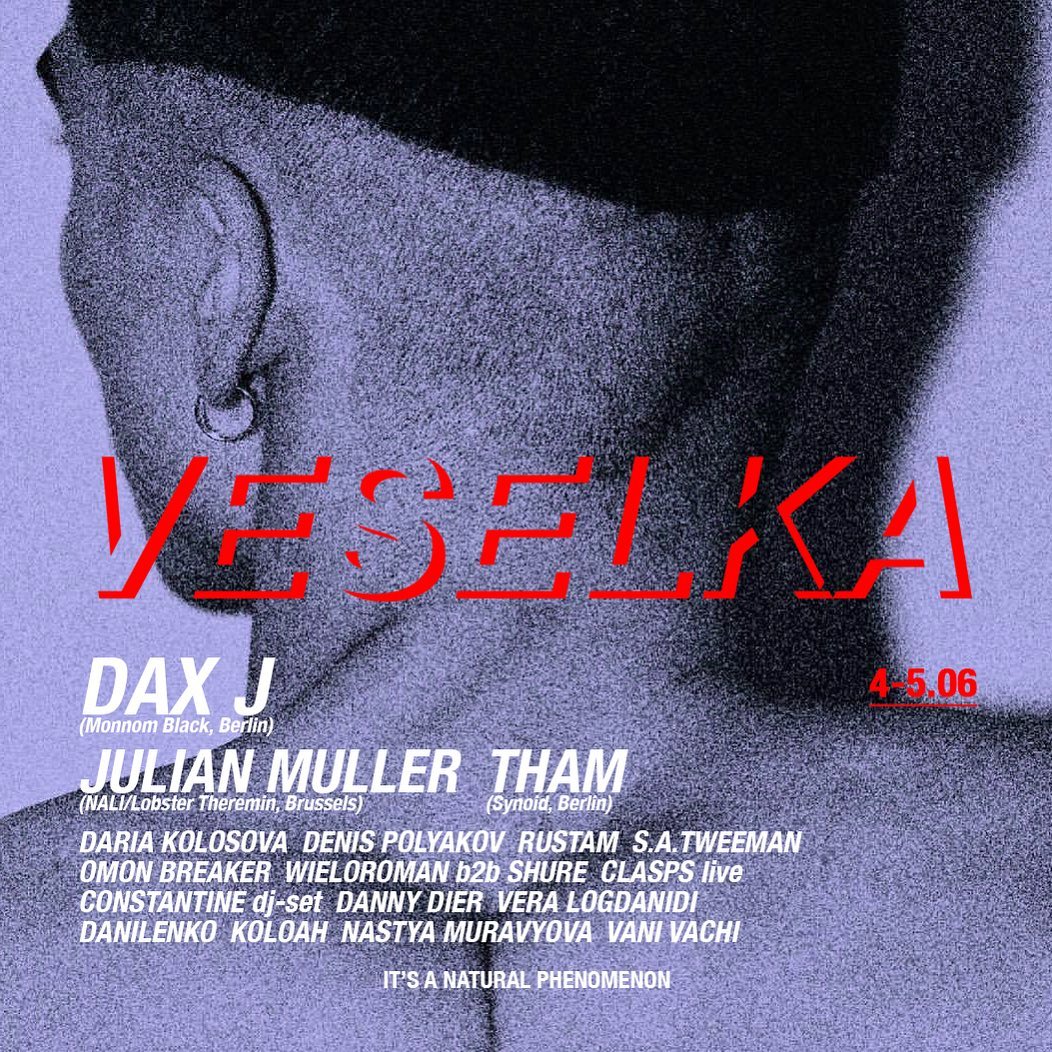 VESELKA
DAX J
(Monnom Black, Berlin)
4-5.06
JULIAN MULLER THAM
(NALI/Lobster Theremin, Brussels) (Synoid, Berlin)
DARIA KOLOSOVA DENIS POLYAKOV RUSTAM S.A.TWEEMAN
OMON BREAKER WIELOROMAN b2b SHURE CLASPS live
CONSTANTINE dj-set DANNY DIER VERA LOGDANIDI
DANILENKO KOLOAH NASTYA MURAVYOVA VANI VACHI
IT'S A NATURAL PHENOMENON